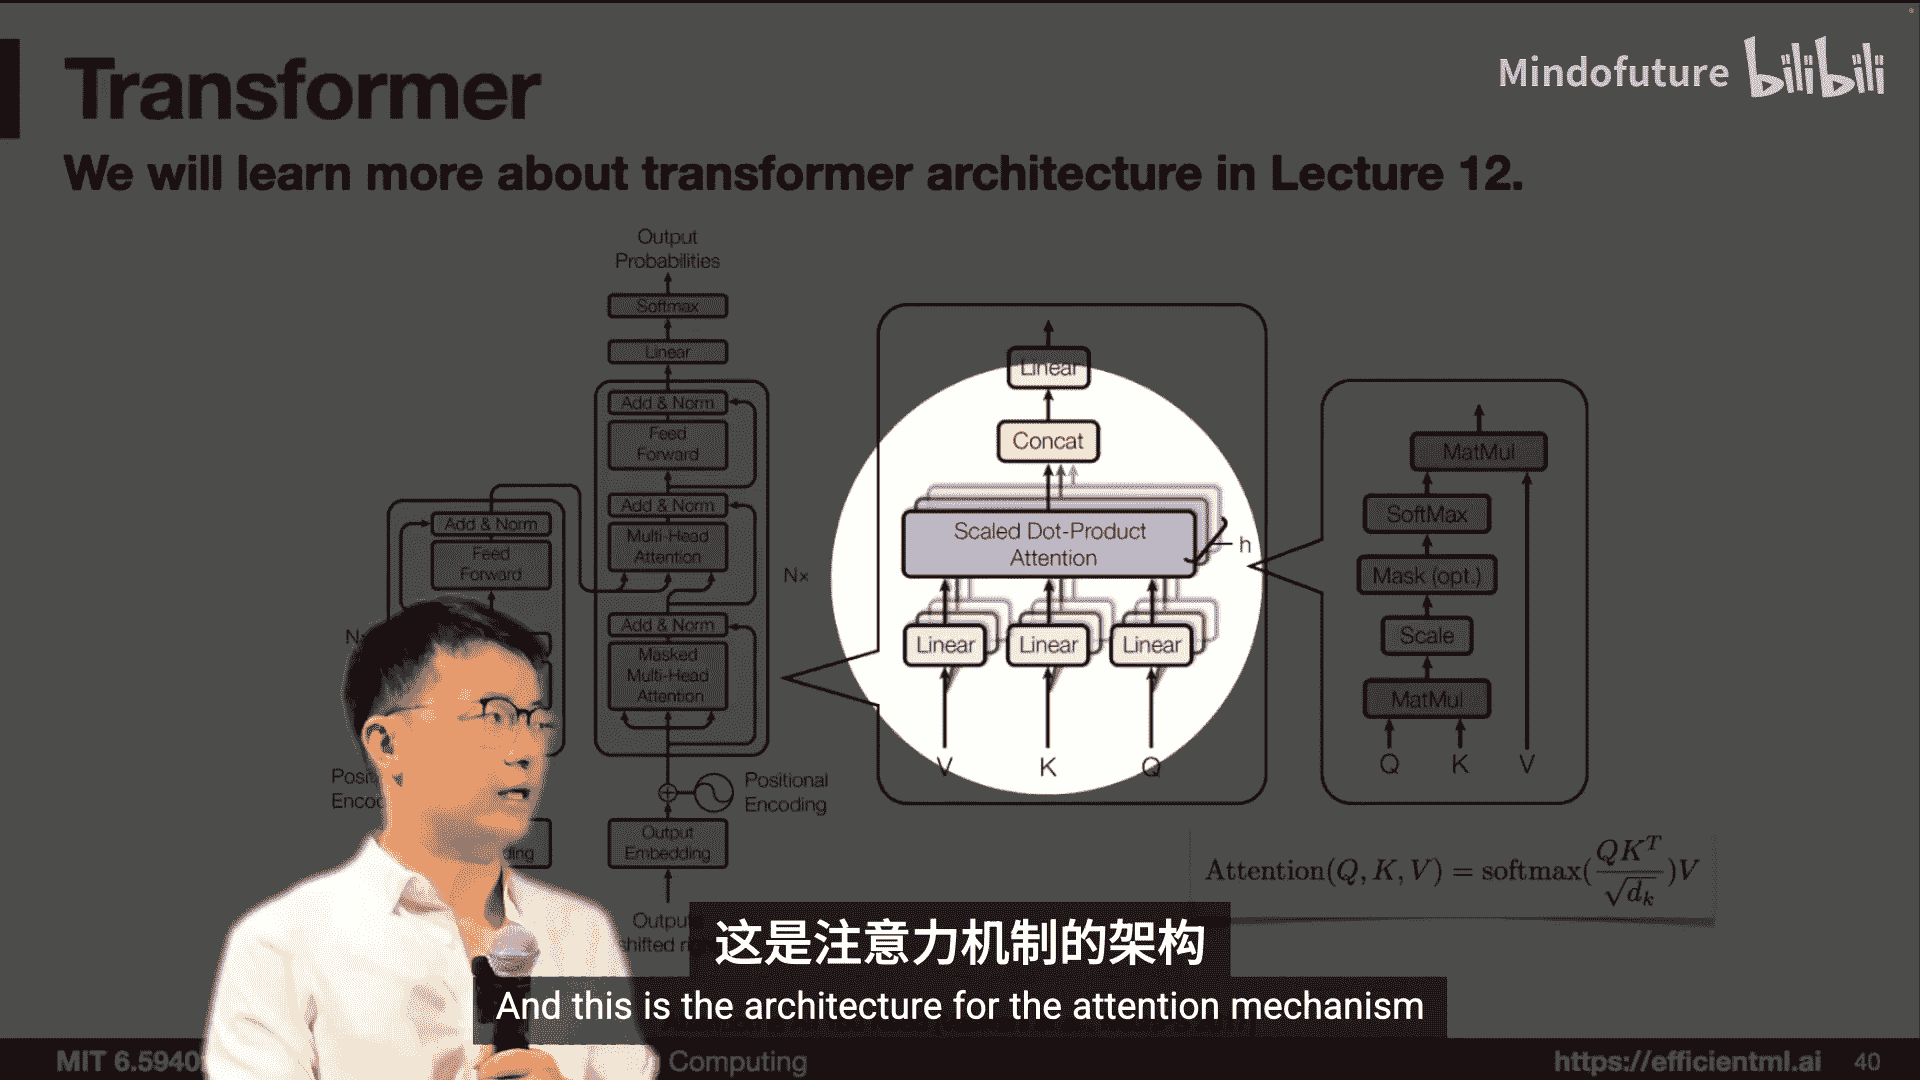 Transformer
Mindofuture bilibili
We will learn more about transformer architecture in Lecture 12.
Output
Probabilities
Softmax
Linear
Add & Norm
Feed
Forward
Add & Norm
Multi-Head
Attention
Add & Norm
Masked
Multi-Head
Attention
N×
Positional
Encoding
Output
Embedding
Add & Norm
Feed
Forward
Linear
Concat
Scaled Dot-Product
Attention
h
Linear
Linear
Linear
V
K
Q
MatMul
SoftMax
Mask (opt.)
Scale
MatMul
Q
K
V
Attention(Q, K, V) = softmax(QK^T/√d_k)V
这是注意力机制的架构
And this is the architecture for the attention mechanism
MIT 6.5940
Computing
https://efficientml.ai
40